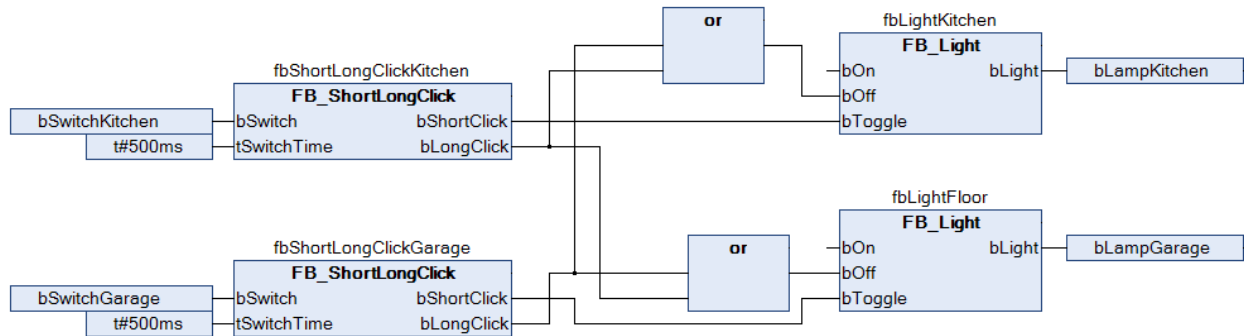 or
fbLightKitchen
FB_Light
bOn
bLight
bLampKitchen
bOff
bToggle
fbShortLongClickKitchen
FB_ShortLongClick
bSwitchKitchen
bSwitch
bShortClick
t#500ms
tSwitchTime
bLongClick
fbLightFloor
FB_Light
or
bOn
bLight
bLampGarage
bOff
bToggle
fbShortLongClickGarage
FB_ShortLongClick
bSwitchGarage
bSwitch
bShortClick
t#500ms
tSwitchTime
bLongClick